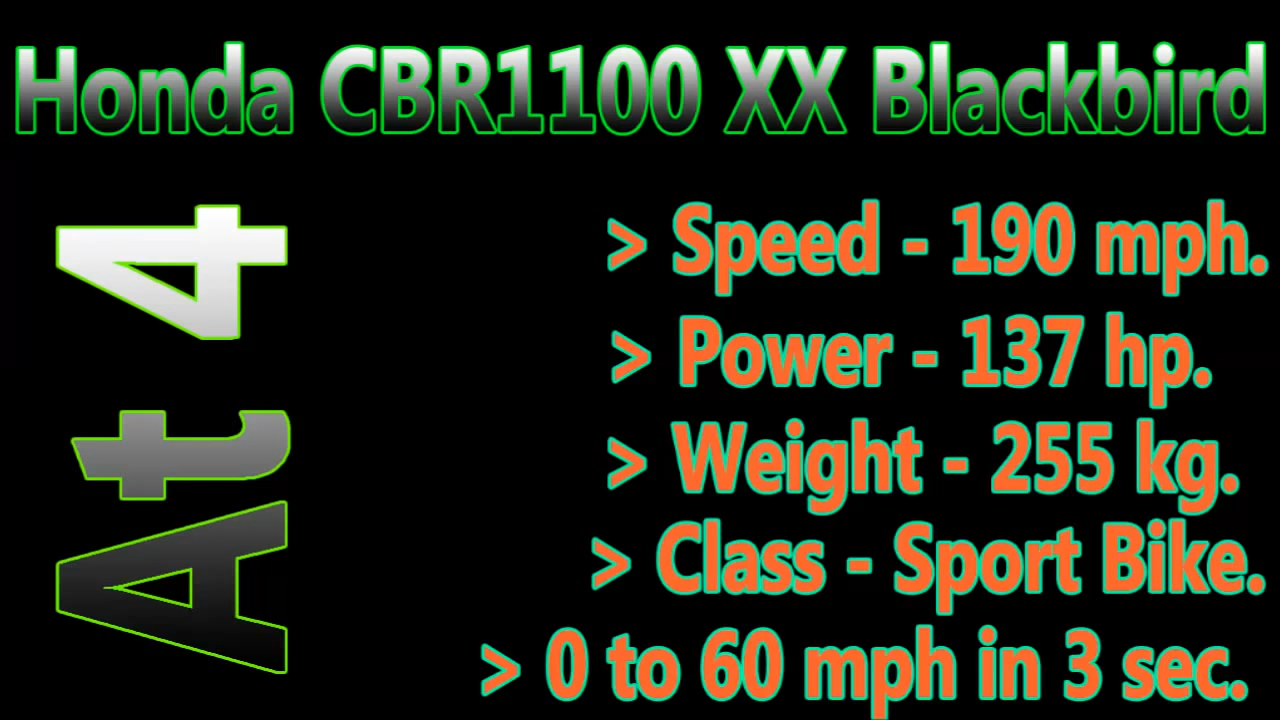 Honda CBR1100 XX Blackbird
At 4
> Speed - 190 mph.
> Power - 137 hp.
> Weight - 255 kg.
> Class - Sport Bike.
> 0 to 60 mph in 3 sec.